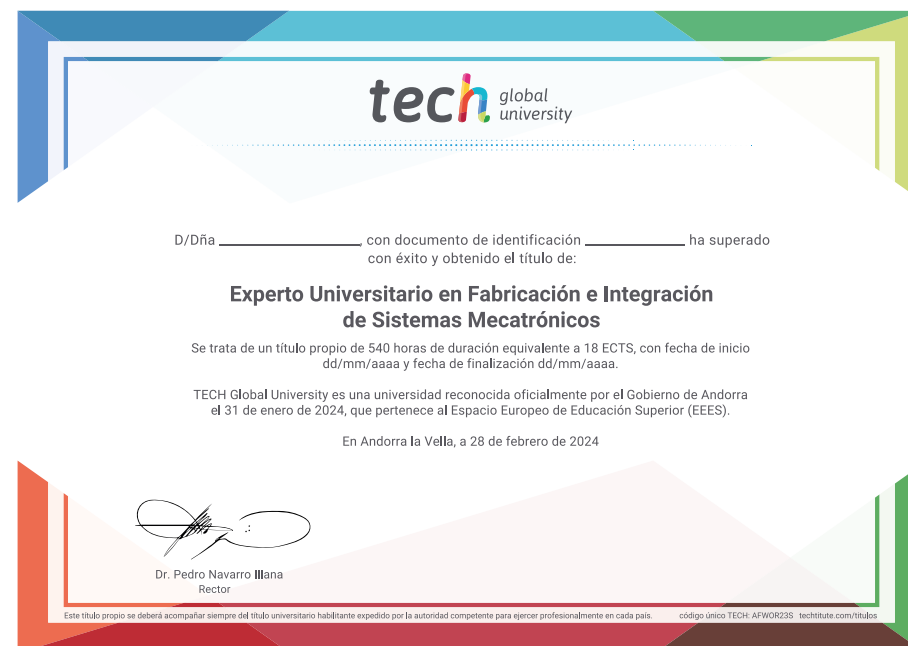 tech global
university
D/Dña ____________________, con documento de identificación ______________ ha superado
con éxito y obtenido el título de:
Experto Universitario en Fabricación e Integración
de Sistemas Mecatrónicos
Se trata de un título propio de 540 horas de duración equivalente a 18 ECTS, con fecha de inicio
dd/mm/aaaa y fecha de finalización dd/mm/aaaa.
TECH Global University es una universidad reconocida oficialmente por el Gobierno de Andorra
el 31 de enero de 2024, que pertenece al Espacio Europeo de Educación Superior (EEES).
En Andorra la Vella, a 28 de febrero de 2024
Dr. Pedro Navarro Illana
Rector
Este título propio se deberá acompañar siempre del título universitario habilitante expedido por la autoridad competente para ejercer profesionalmente en cada país. código único TECH: AFWOR23S techtitute.com/titulos